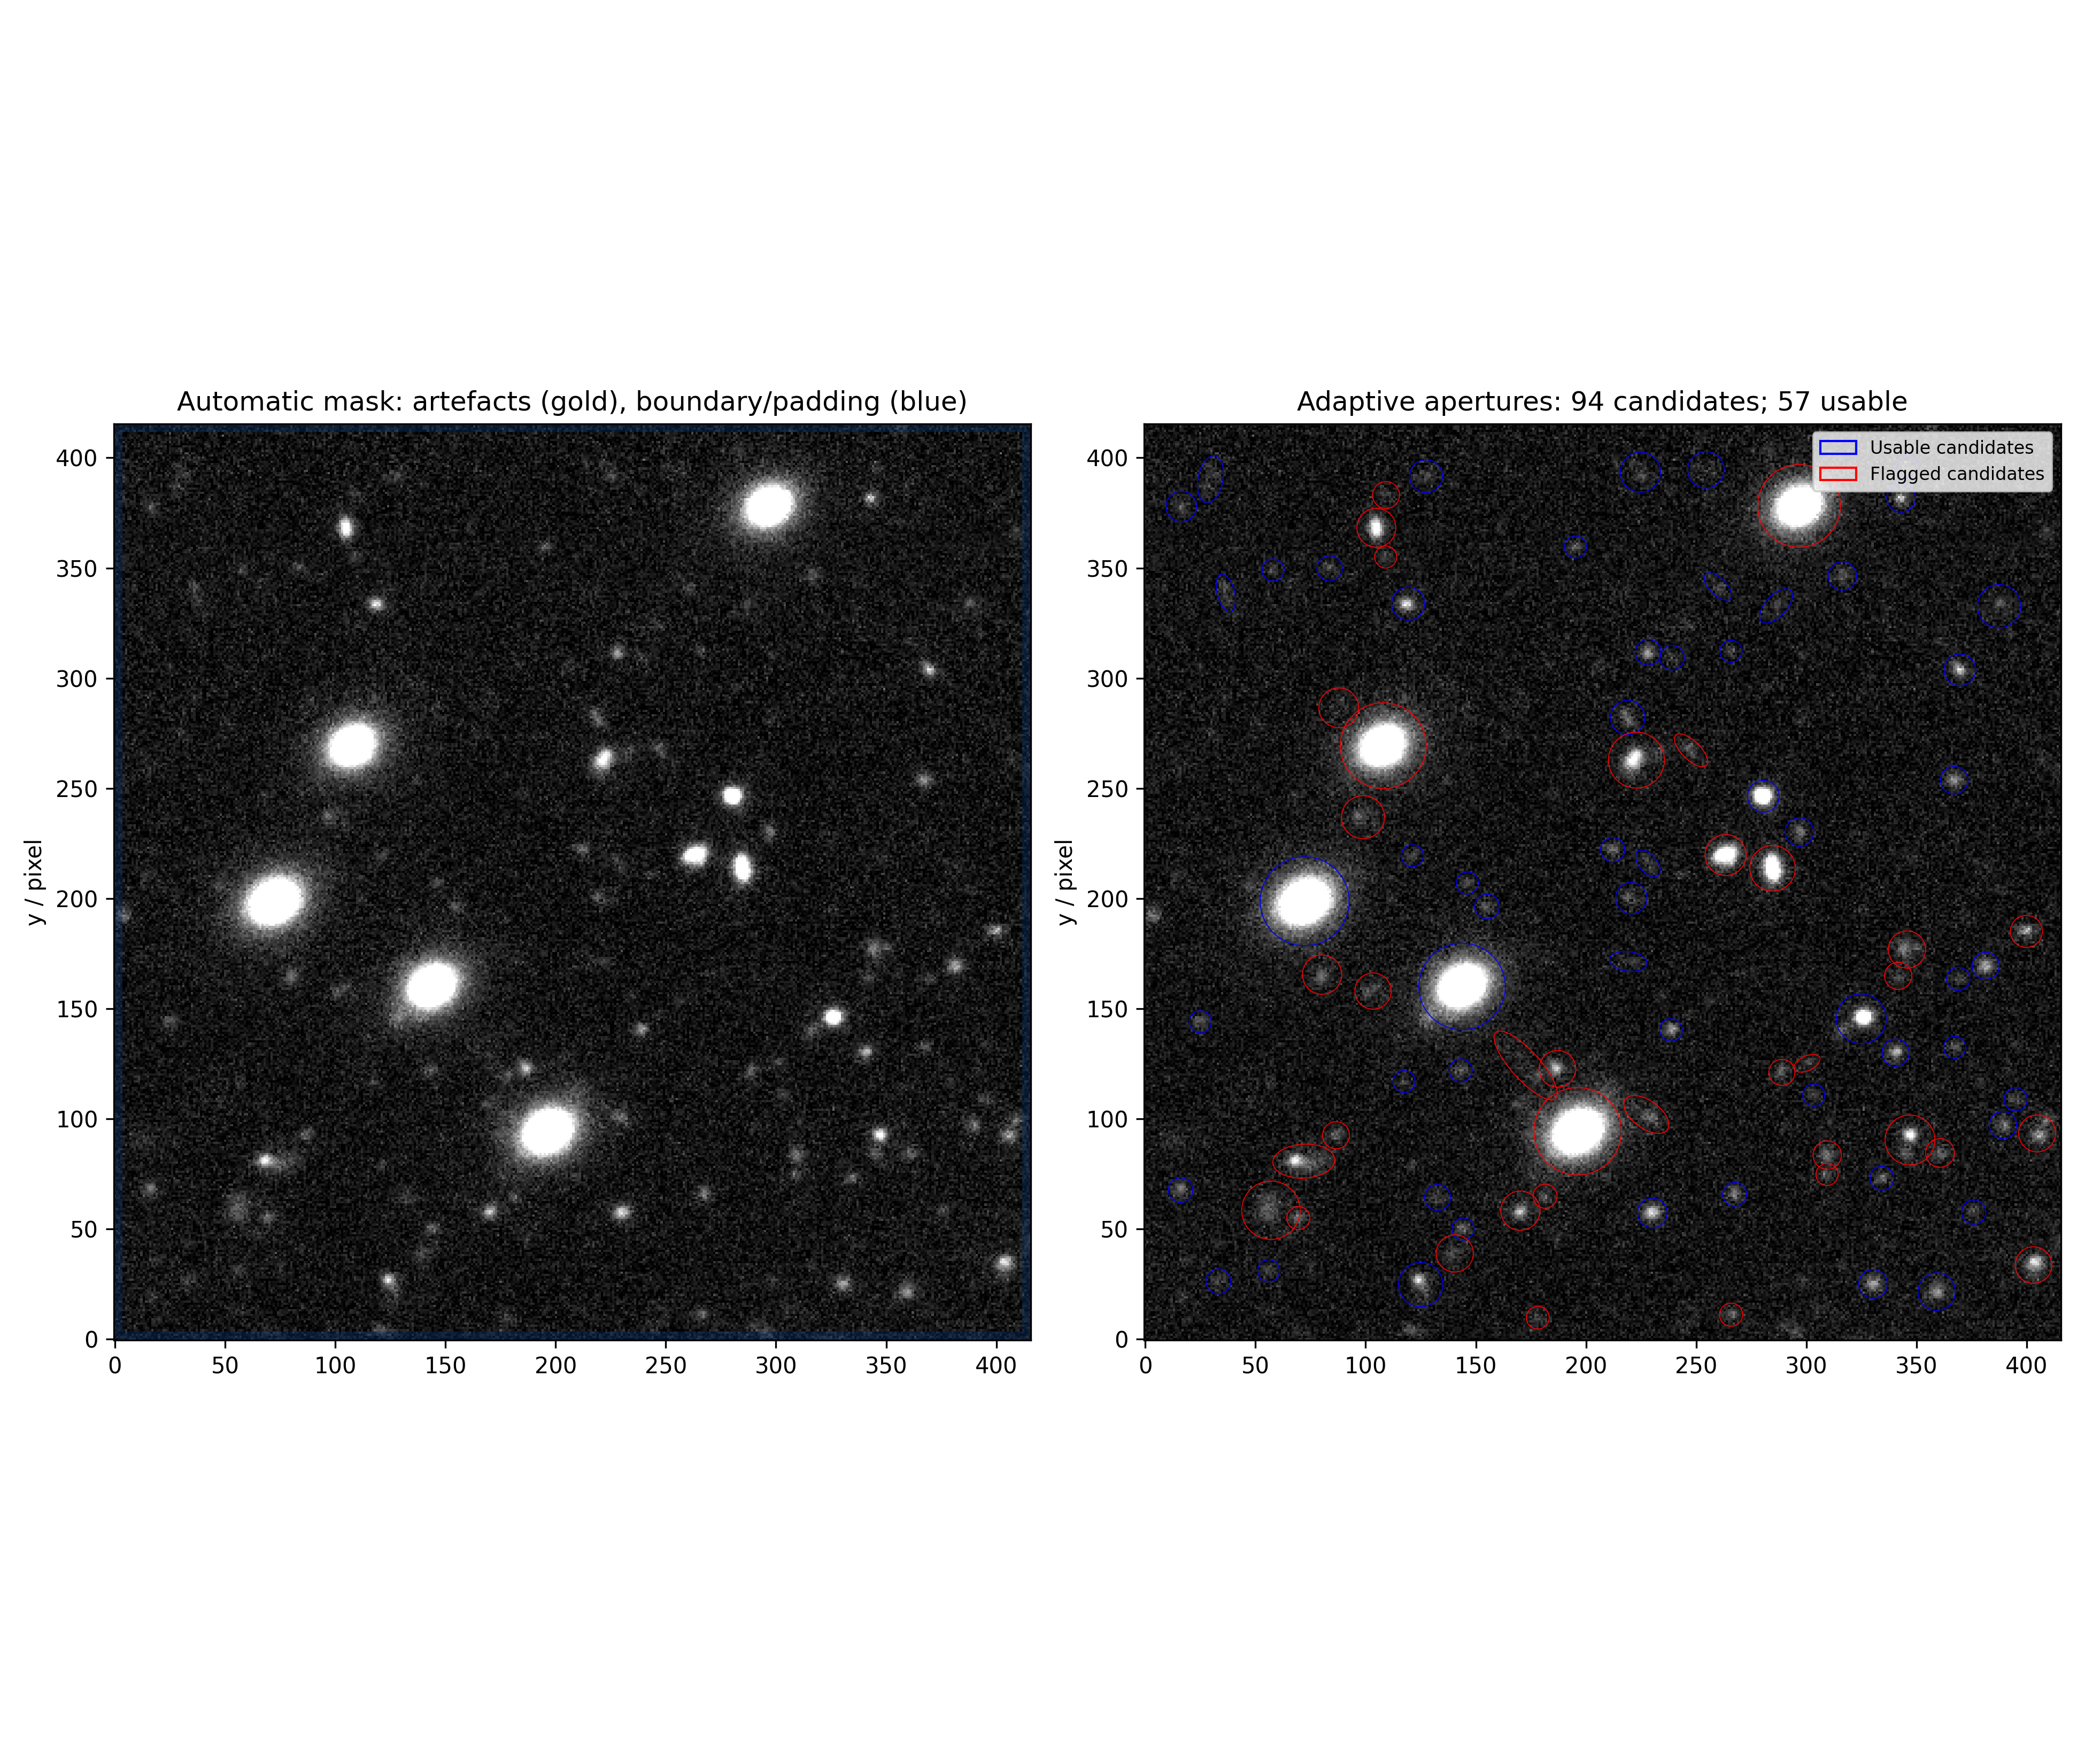 Automatic mask: artefacts (gold), boundary/padding (blue)
y / pixel
400
350
300
250
200
150
100
50
0
0 50 100 150 200 250 300 350 400
Adaptive apertures: 94 candidates; 57 usable
Usable candidates
Flagged candidates
y / pixel
400
350
300
250
200
150
100
50
0
0 50 100 150 200 250 300 350 400